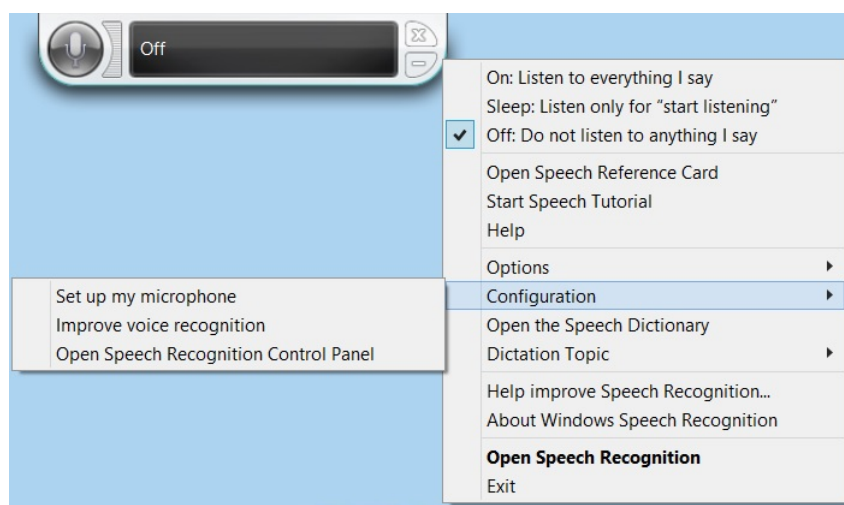 Off
On: Listen to everything I say
Sleep: Listen only for “start listening”
Off: Do not listen to anything I say
Open Speech Reference Card
Start Speech Tutorial
Help
Options
Configuration
Open the Speech Dictionary
Dictation Topic
Help improve Speech Recognition...
About Windows Speech Recognition
Open Speech Recognition
Exit
Set up my microphone
Improve voice recognition
Open Speech Recognition Control Panel